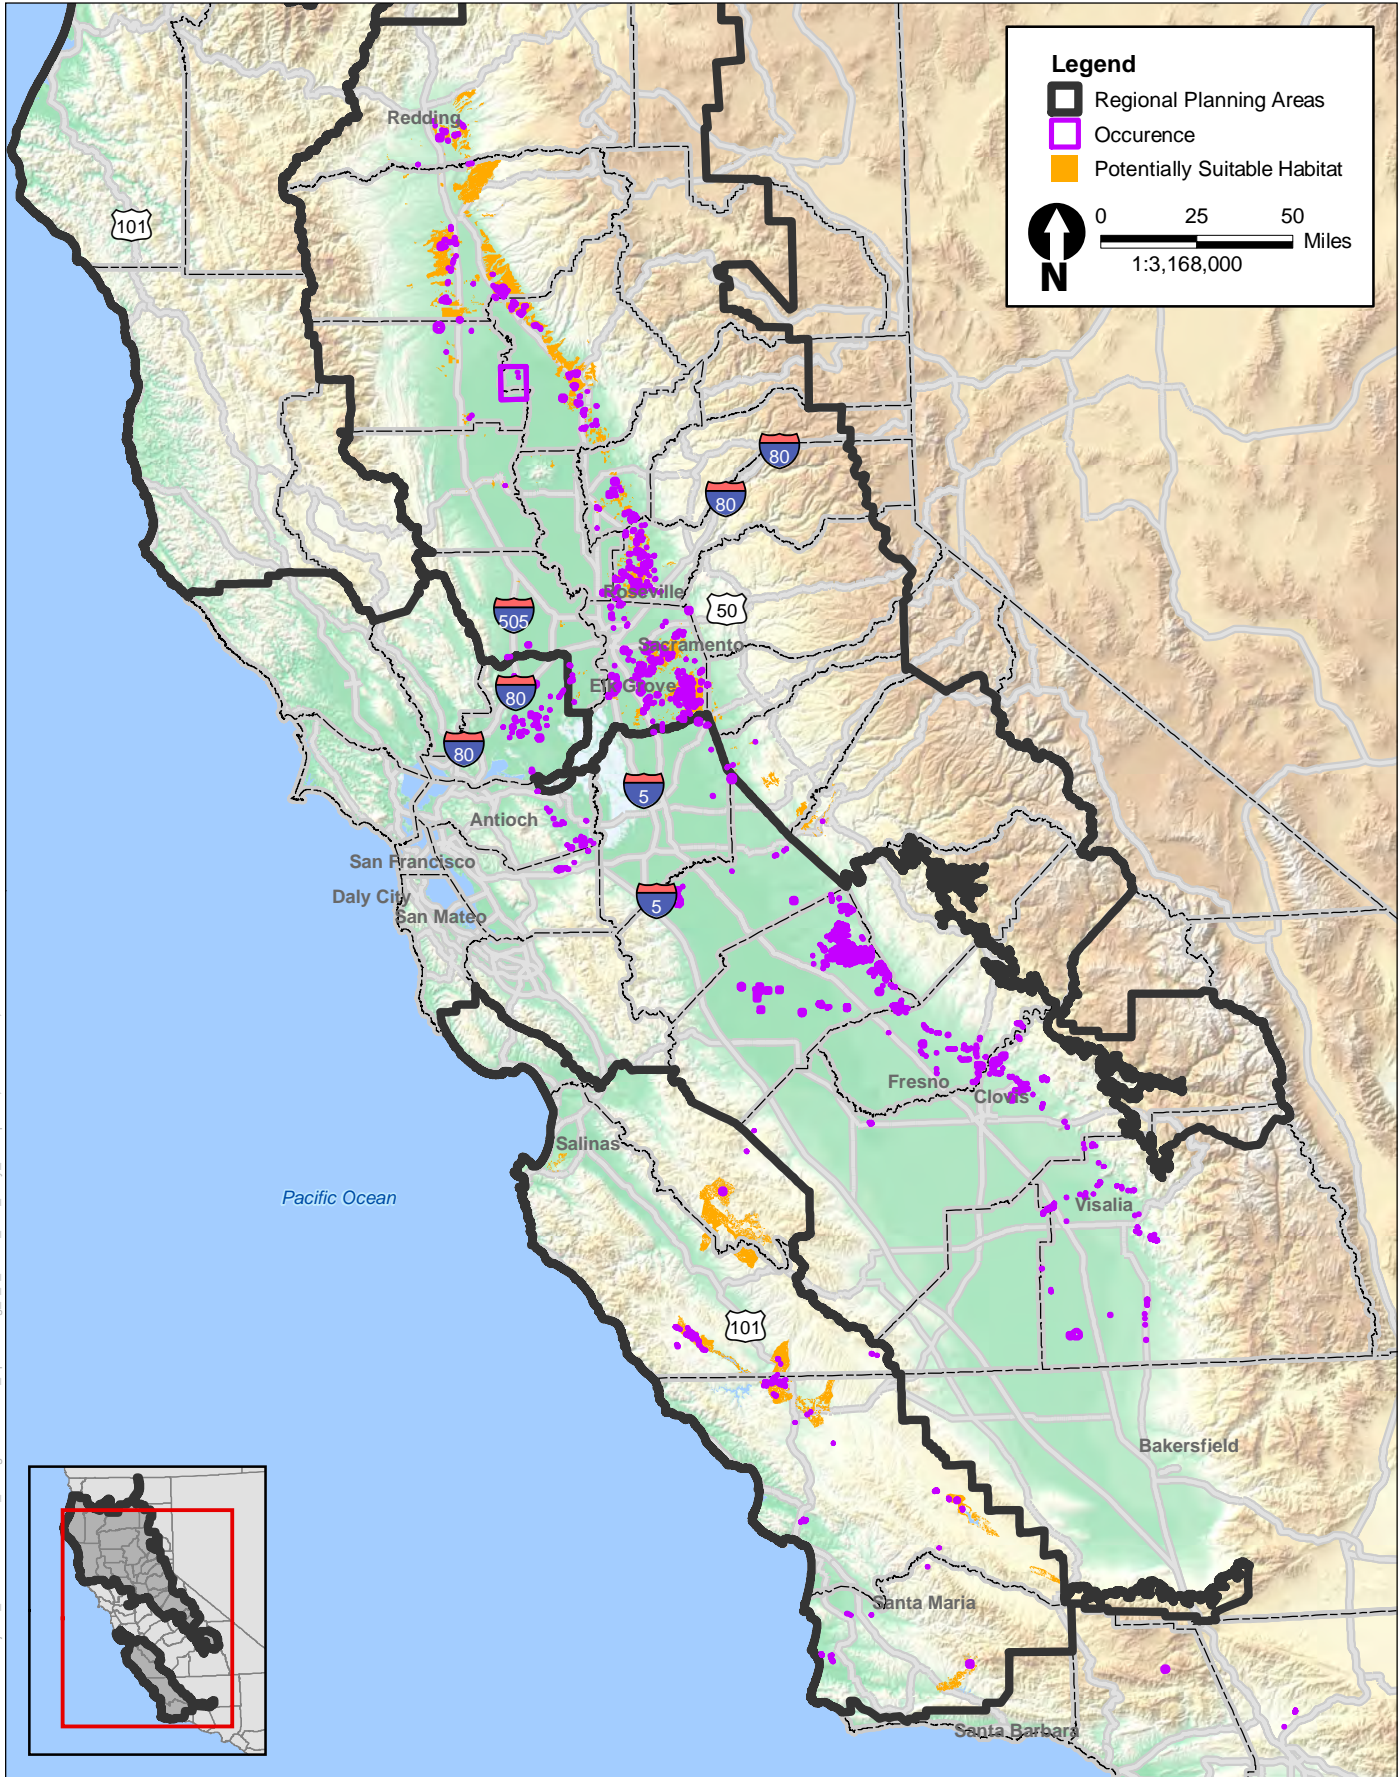 Legend
Regional Planning Areas
Occurence
Potentially Suitable Habitat
0 25 50
Miles
1:3,168,000
N
Redding
101
80
80
Roseville
505
50
Sacramento
Elk Grove
80
80
5
Antioch
San Francisco
5
Daly City
San Mateo
Fresno
Clovis
Salinas
Pacific Ocean
Visalia
101
Bakersfield
Santa Maria
Santa Barbara